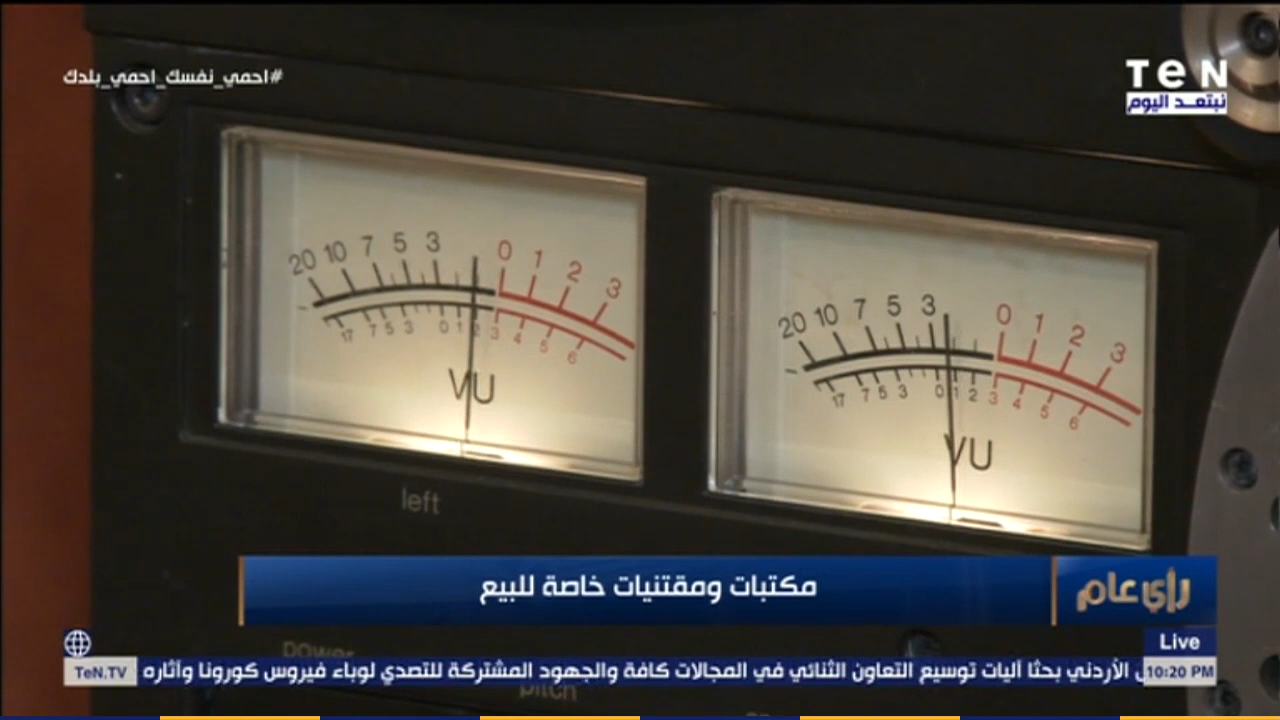 #احمي_نفسك_احمي_بلدك
TeN
نبتعد اليوم
20 10 7 5 3 0 1 2 3
17 7 5 3 0 1 2 3 4 5 6
VU
left
20 10 7 5 3 0 1 2 3
17 7 5 3 0 1 2 3 4 5 6
VU
مكتبات ومقتنيات خاصة للبيع
رأي عام
power
Live
الأردني بحثا آليات توسيع التعاون الثنائي في المجالات كافة والجهود المشتركة للتصدي لوباء فيروس كورونا وآثاره
TeN.TV
10:20 PM
pitch